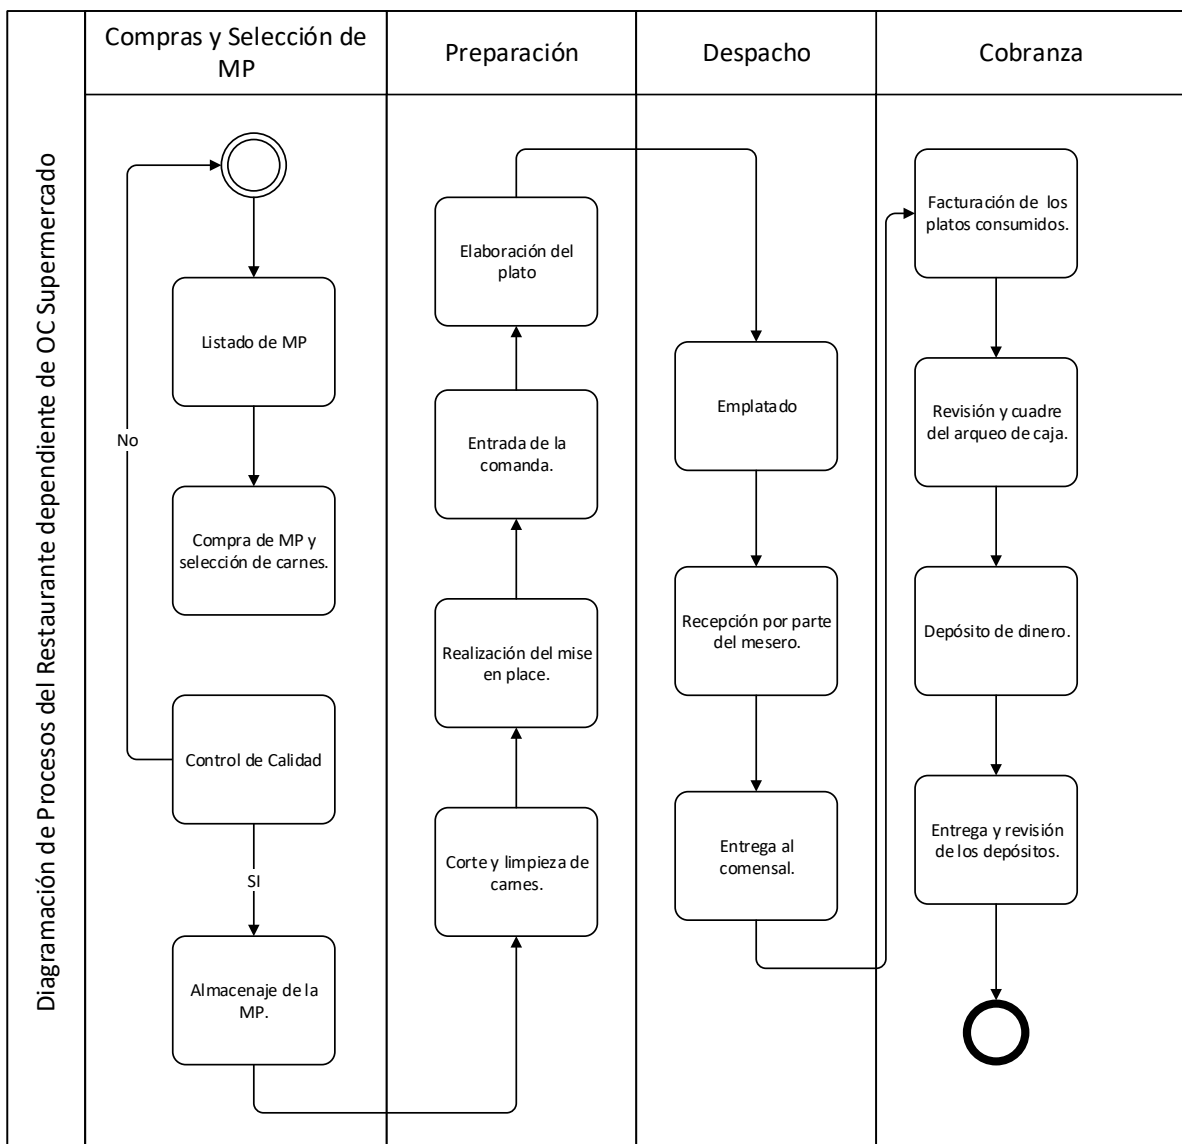 Diagramación de Procesos del Restaurante dependiente de OC Supermercado
Compras y Selección de
MP
Preparación
Despacho
Cobranza
Listado de MP
No
Compra de MP y
selección de carnes.
Control de Calidad
SI
Almacenaje de la
MP.
Elaboración del
plato
Entrada de la
comanda.
Realización del mise
en place.
Corte y limpieza de
carnes.
Emplatado
Recepción por parte
del mesero.
Entrega al
comensal.
Facturación de los
platos consumidos.
Revisión y cuadre
del arqueo de caja.
Depósito de dinero.
Entrega y revisión
de los depósitos.